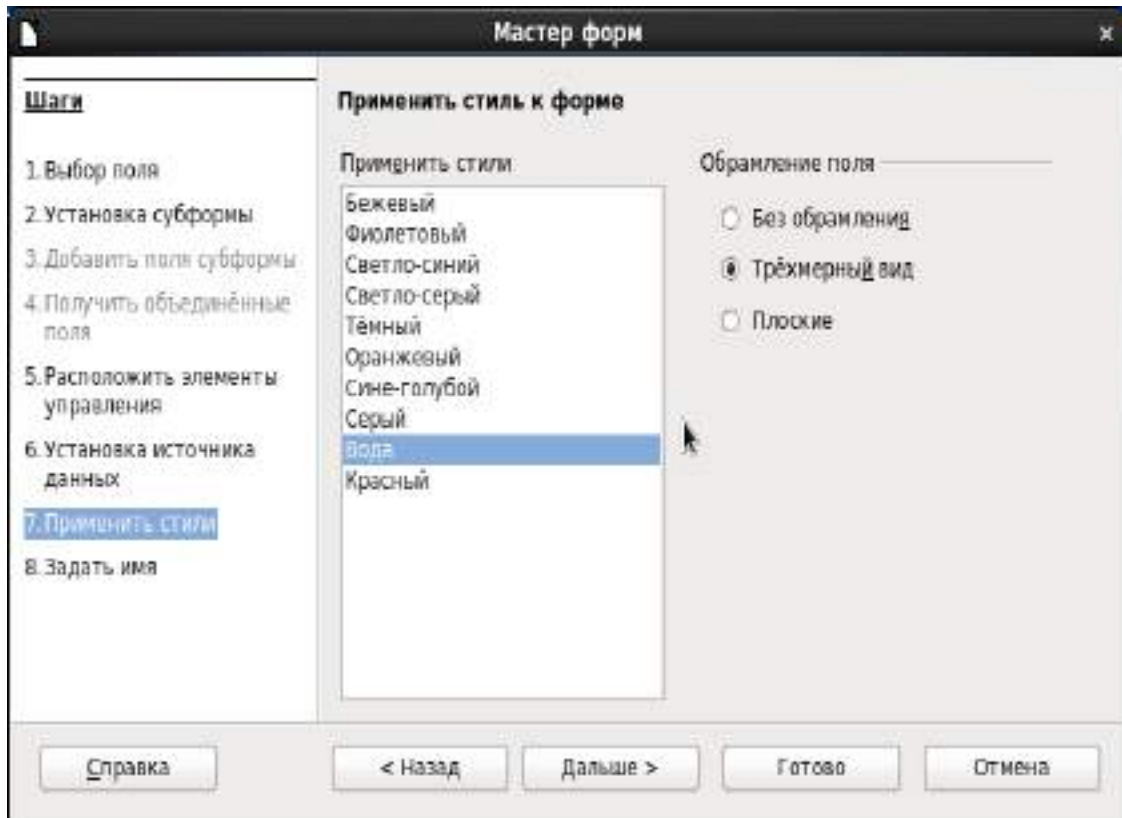 Мастер форм
Шаги
1.Выбор поля
2.Установка субформы
3.Добавить поля субформы
4.Получить объединённые
поля
5.Расположить элементы
управления
6.Установка источника
данных
7.Применить стили
8.Задать имя
Применить стиль к форме
Применить стили
Бежевый
Фиолетовый
Светло-синий
Светло-серый
Тёмный
Оранжевый
Сине-голубой
Серый
Вода
Красный
Обрамление поля
Без обрамления
Трёхмерный вид
Плоские
Справка
< Назад
Дальше >
Готово
Отмена